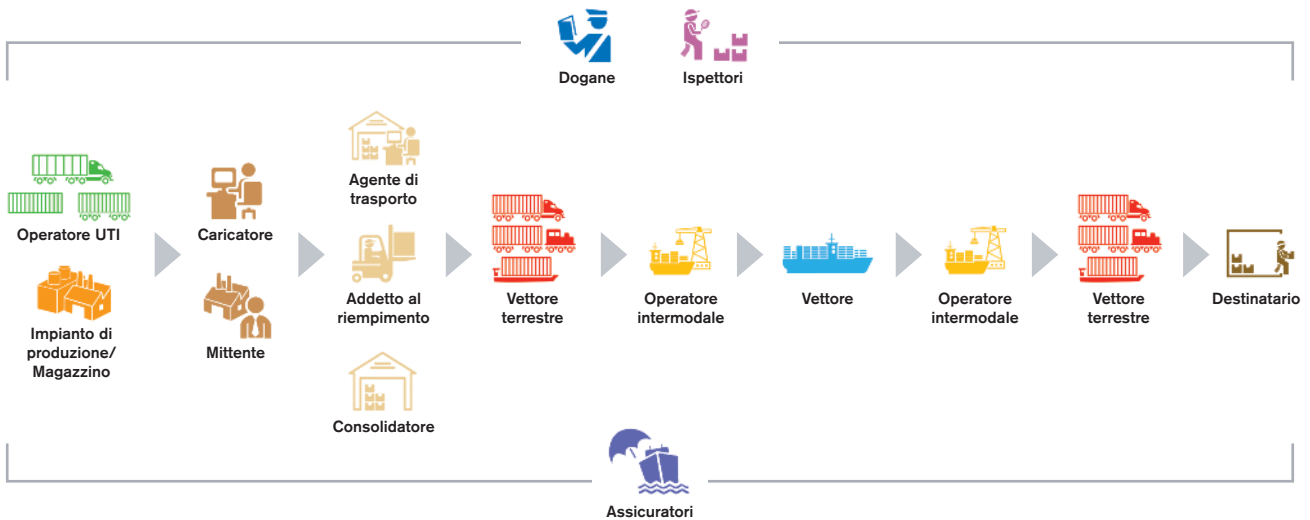 Dogane
Ispettori
Operatore UTI
Impianto di
produzione/
Magazzino
Caricatore
Mittente
Agente di
trasporto
Addetto al
riempimento
Consolidatore
Vettore
terrestre
Operatore
intermodale
Vettore
Operatore
intermodale
Vettore
terrestre
Destinatario
Assicuratori